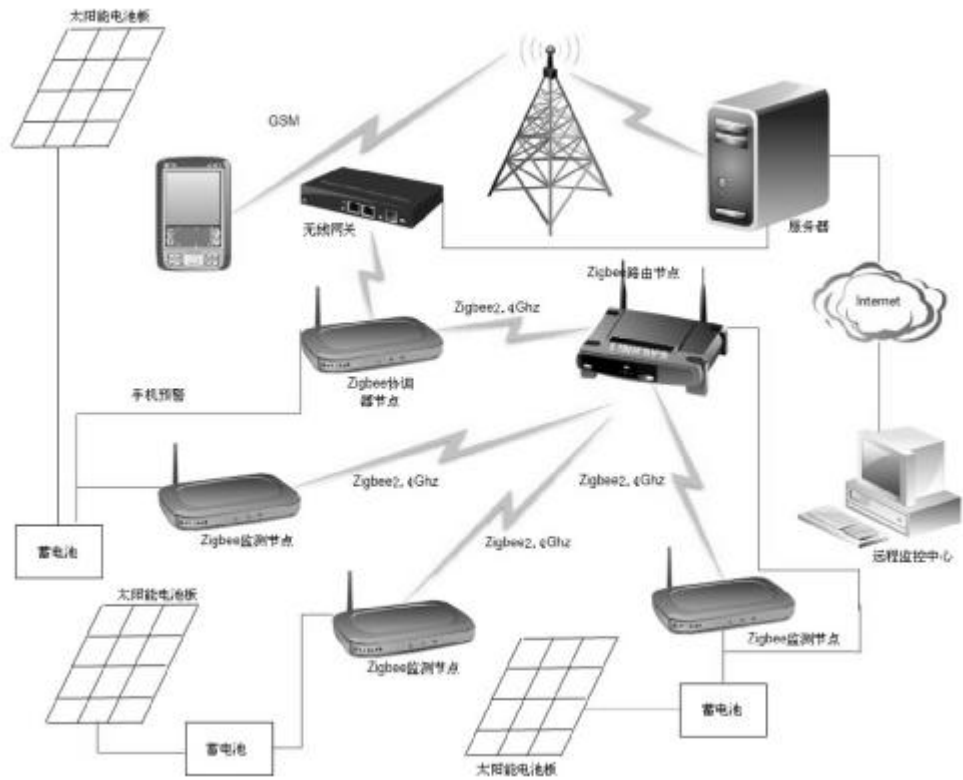 太阳能电池板
GSM
无线网关
服务器
Zigbee路由节点
Internet
Zigbee2.4Ghz
LINKSYS
Zigbee协调
器节点
手机预警
Zigbee2.4Ghz
Zigbee2.4Ghz
Zigbee监测节点
Zigbee2.4Ghz
蓄电池
远程监控中心
太阳能电池板
Zigbee监测节点
Zigbee监测节点
蓄电池
蓄电池
太阳能电池板